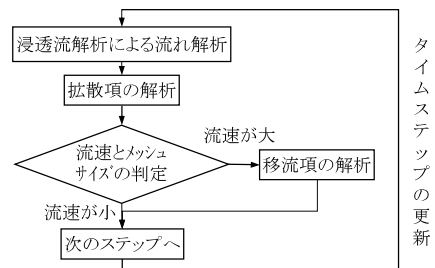 浸透流解析による流れ解析
拡散項の解析
流速とメッシュ
サイズの判定
流速が大
移流項の解析
流速が小
次のステップへ
タイムステップの更新